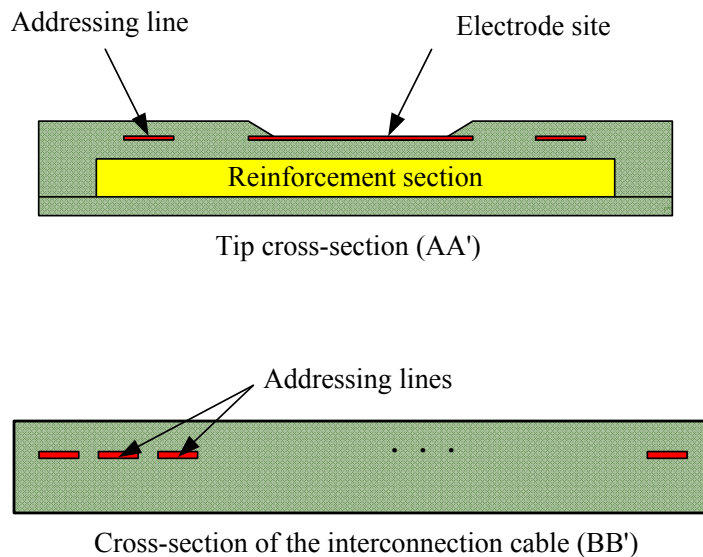 Addressing line
Electrode site
Reinforcement section
Tip cross-section (AA')
Addressing lines
. . .
Cross-section of the interconnection cable (BB')